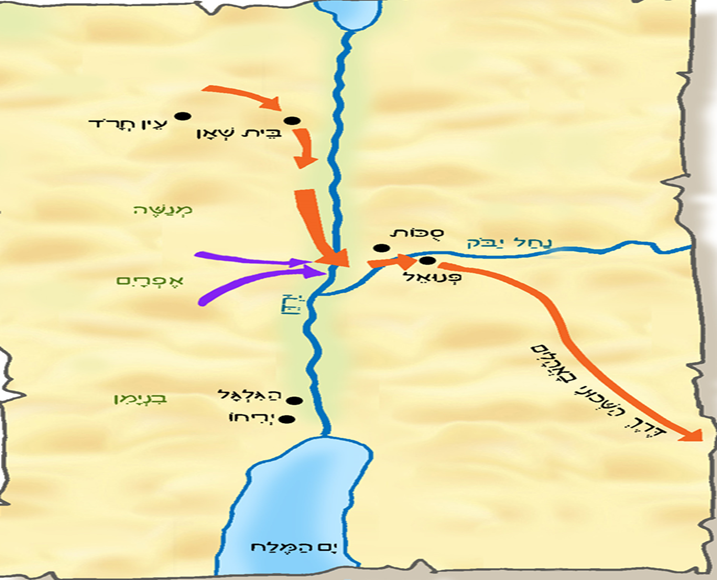 עֵין חֲרֹד
בֵּית שְׁאָן
מְנַשֶּׁה
סֻכּוֹת
נַחַל יַבֹּק
אֶפְרַיִם
פְּנוּאֵל
יַרְדֵּן
דֶּרֶךְ הַשְּׁכוּנֵי בָאֳהָלִים
בִּנְיָמִן
הַגִּלְגָּל
יְרִיחוֹ
יָם הַמֶּלַח